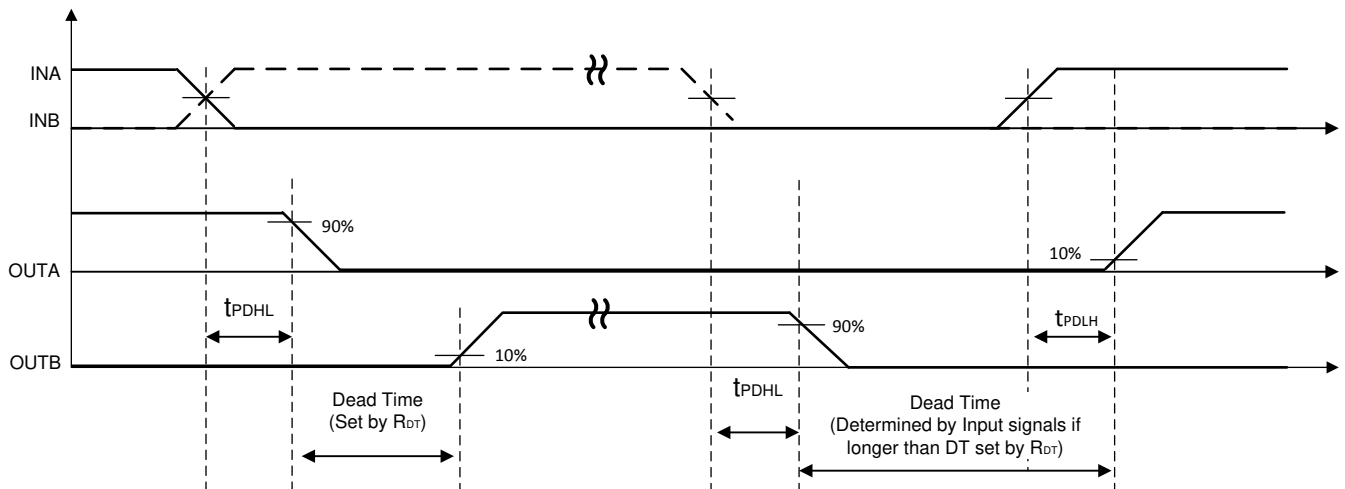 INA
INB
OUTA
90%
10%
tPDHL
tPDLH
OUTB
10%
90%
Dead Time
(Set by RDT)
tPDHL
Dead Time
(Determined by Input signals if
longer than DT set by RDT)